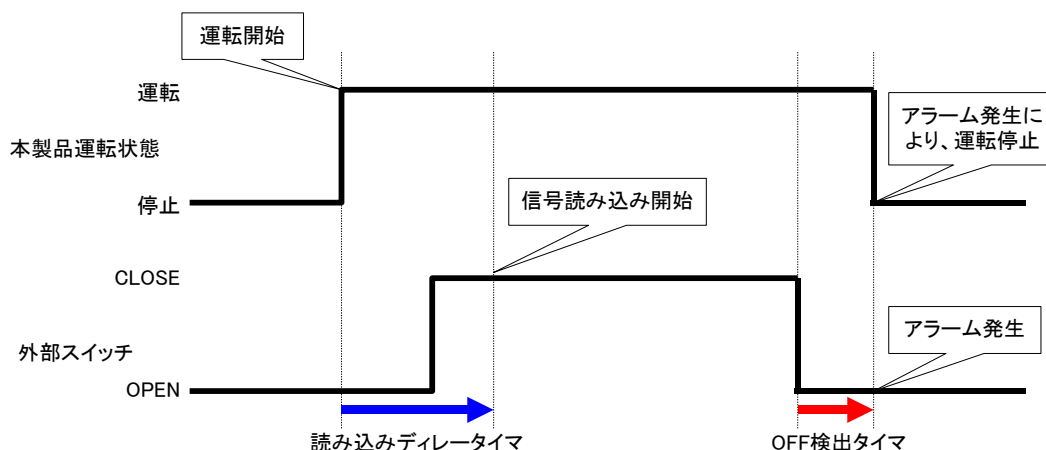 運転開始
運転
本製品運転状態
停止
アラーム発生に
より、運転停止
信号読み込み開始
CLOSE
外部スイッチ
OPEN
アラーム発生
読み込みディレータイマ
OFF検出タイマ